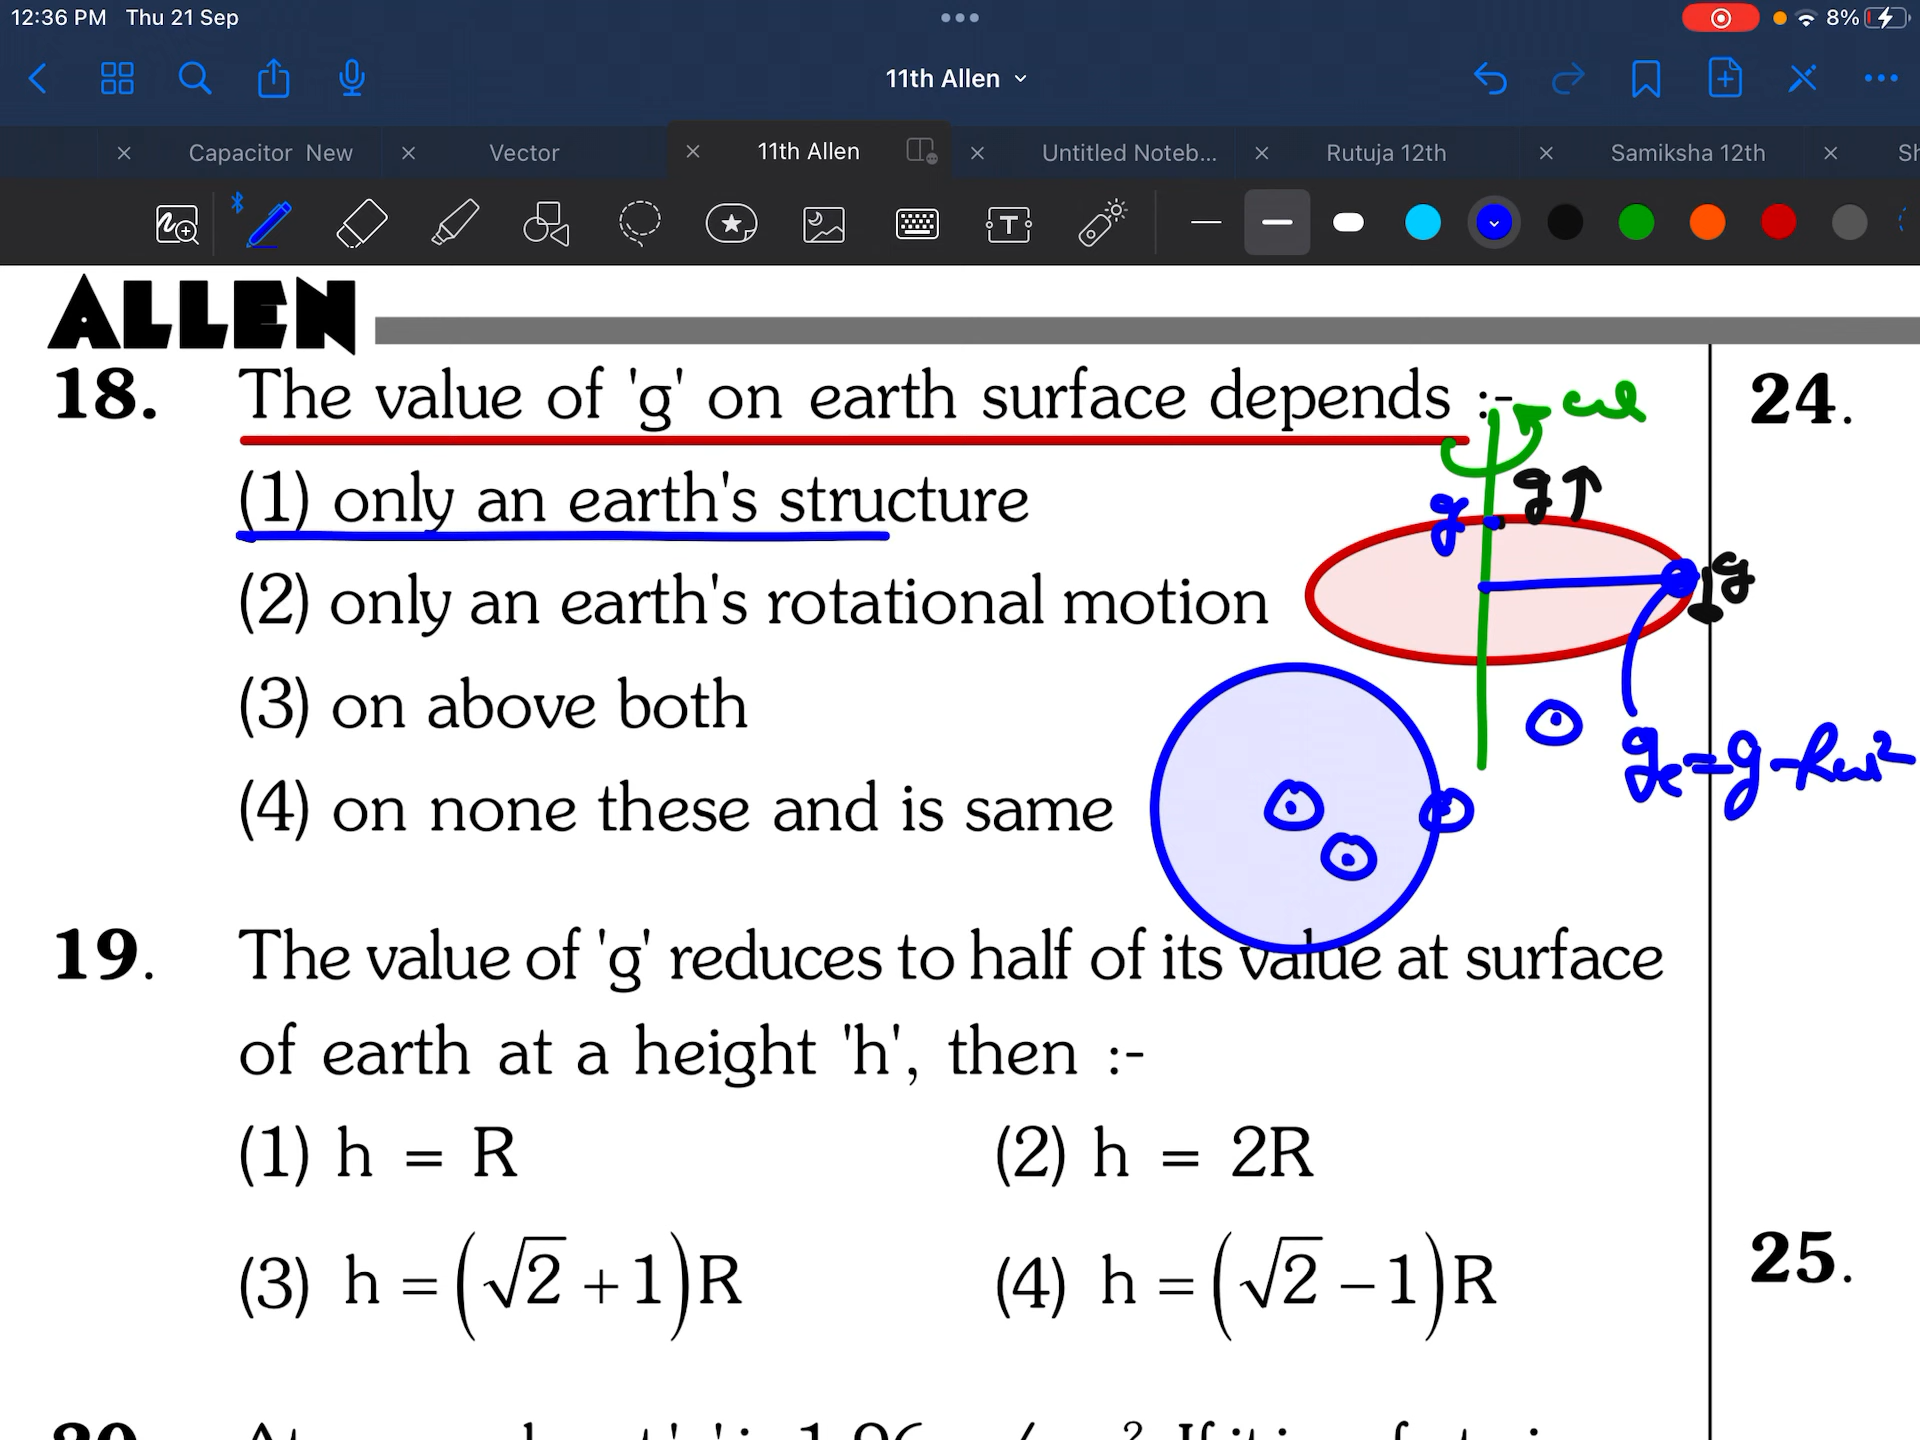 12:36 PM Thu 21 Sep
8%
11th Allen
Capacitor New
Vector
11th Allen
Untitled Noteb...
Rutuja 12th
Samiksha 12th
ALLEN
18. The value of 'g' on earth surface depends :-
(1) only an earth's structure
(2) only an earth's rotational motion
(3) on above both
(4) on none these and is same
g
g↑
g
ge=g-Rω²
19. The value of 'g' reduces to half of its value at surface
of earth at a height 'h', then :-
(1) h = R (2) h = 2R
(3) h = (√2 + 1)R (4) h = (√2 – 1)R
24.
25.